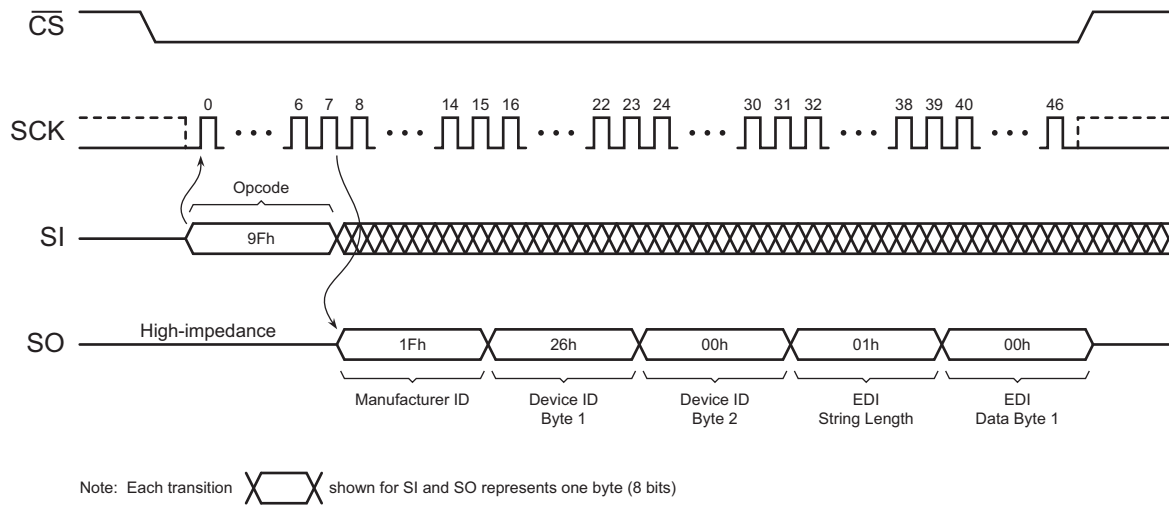 CS
SCK
0 6 7 8 14 15 16 22 23 24 30 31 32 38 39 40 46
Opcode
SI
9Fh
High-impedance
SO
1Fh 26h 00h 01h 00h
Manufacturer ID
Device ID
Byte 1
Device ID
Byte 2
EDI
String Length
EDI
Data Byte 1
Note: Each transition shown for SI and SO represents one byte (8 bits)